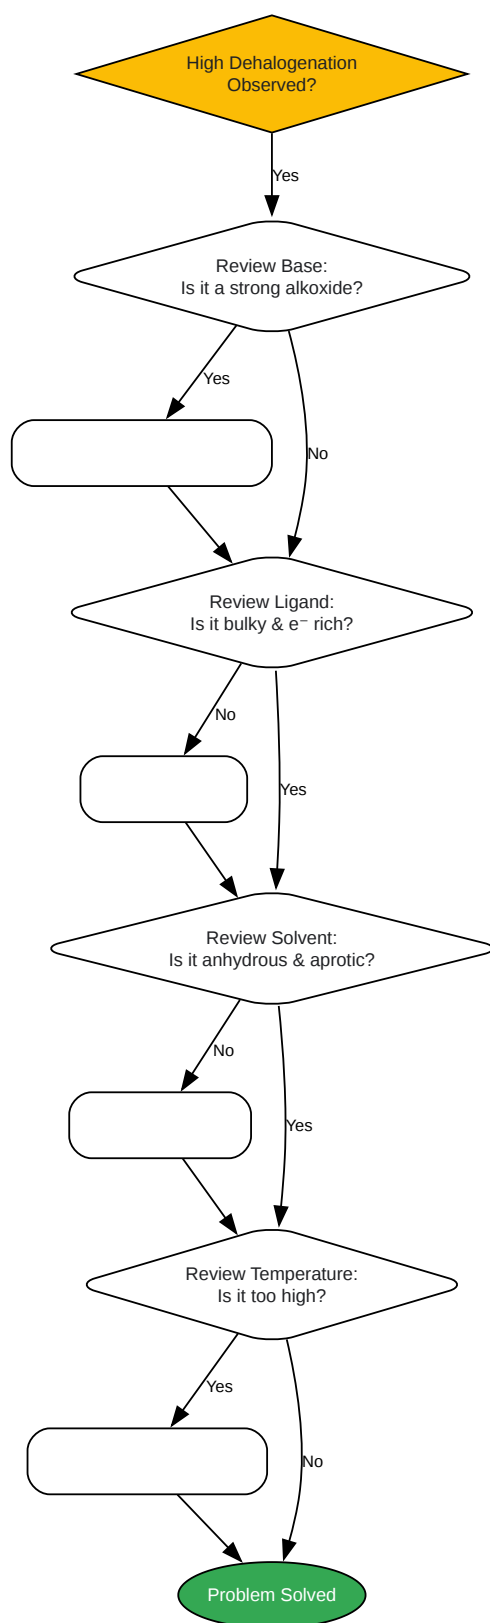 High Dehalogenation
Observed?
Yes
Review Base:
Is it a strong alkoxide?
Yes
No
Review Ligand:
Is it bulky & e⁻ rich?
No
Yes
Review Solvent:
Is it anhydrous & aprotic?
No
Yes
Review Temperature:
Is it too high?
Yes
No
Problem Solved